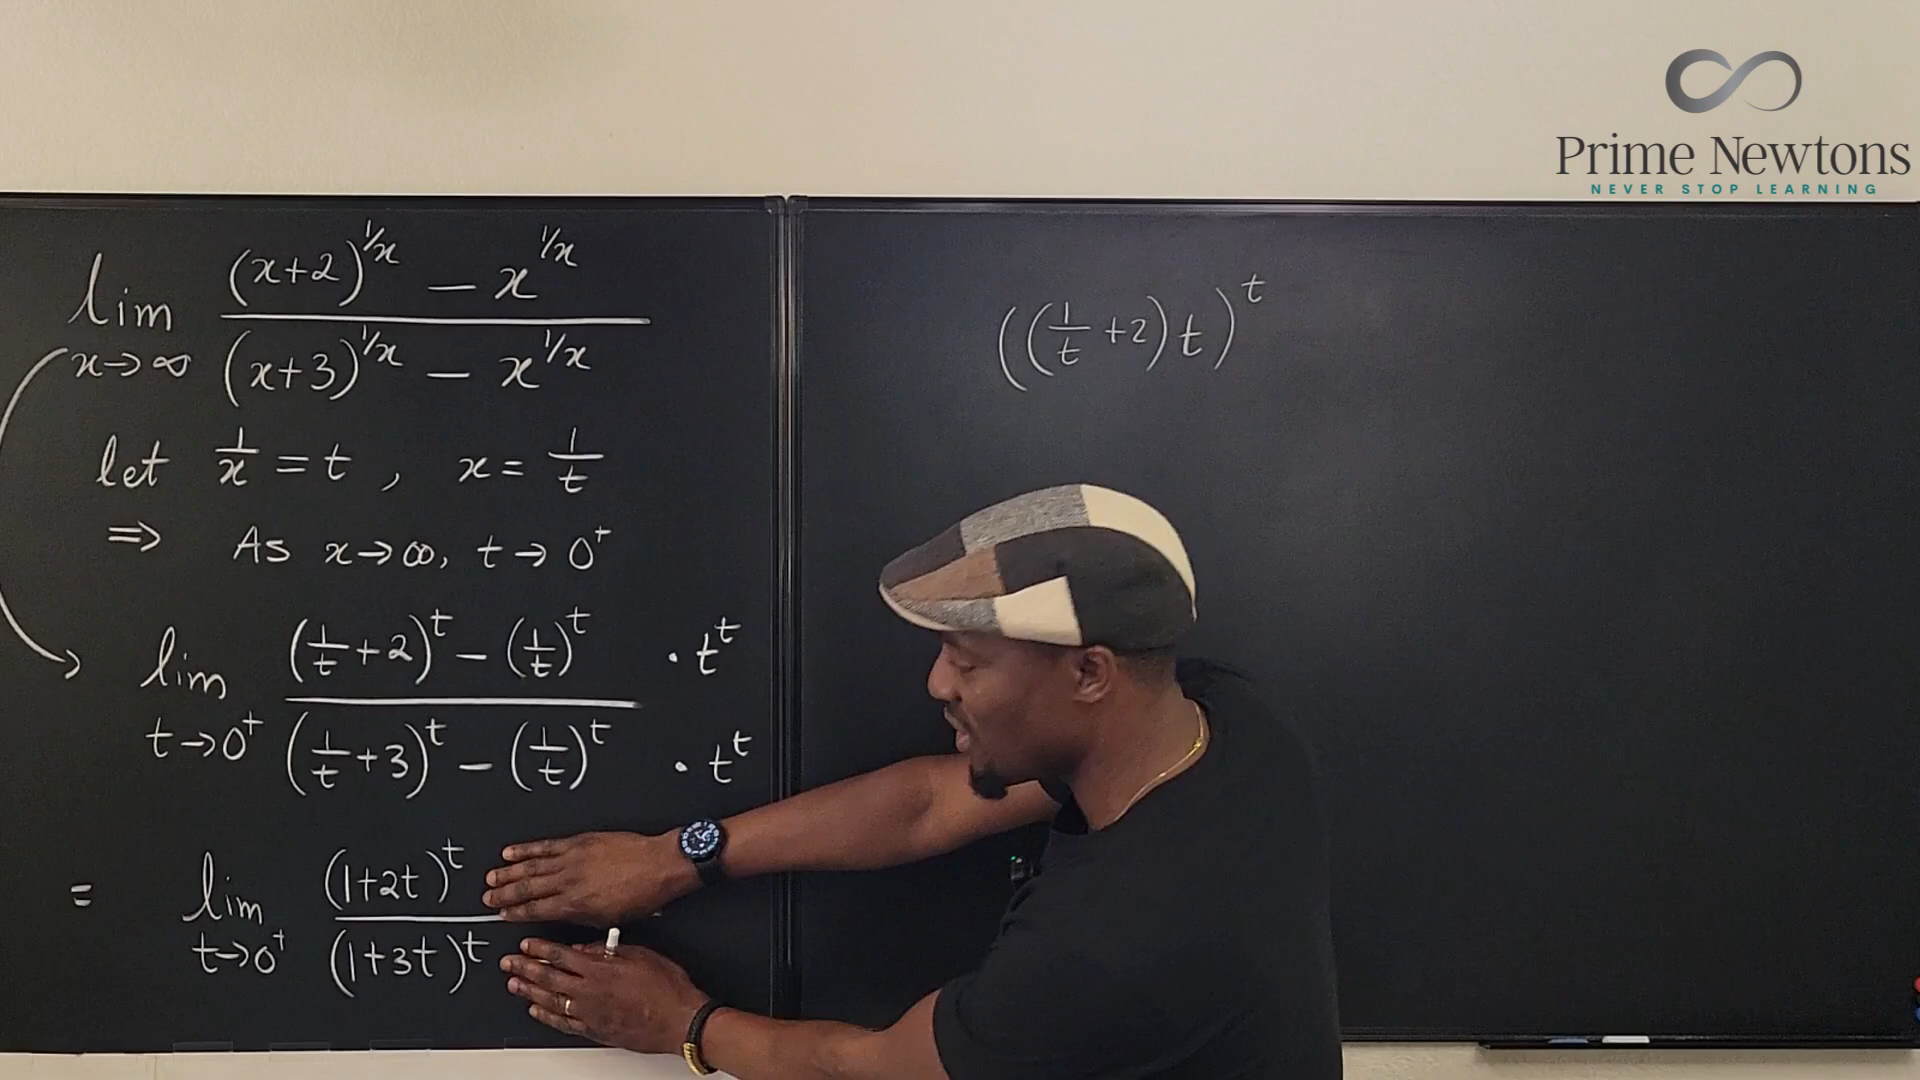 Prime Newtons
NEVER STOP LEARNING
lim x→∞ ((x+2)^(1/x) − x^(1/x)) / ((x+3)^(1/x) − x^(1/x))
let 1/x = t , x = 1/t
⇒ As x→∞, t→0⁺
lim t→0⁺ ((1/t+2)^t − (1/t)^t · t^t) / ((1/t+3)^t − (1/t)^t · t^t)
= lim t→0⁺ (1+2t)^t / (1+3t)^t
((1/t+2)t)^t